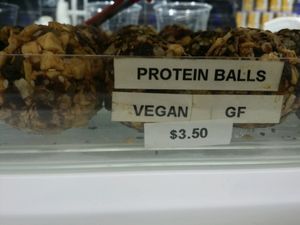 PROTEIN BALLS
VEGAN GF
$3.50